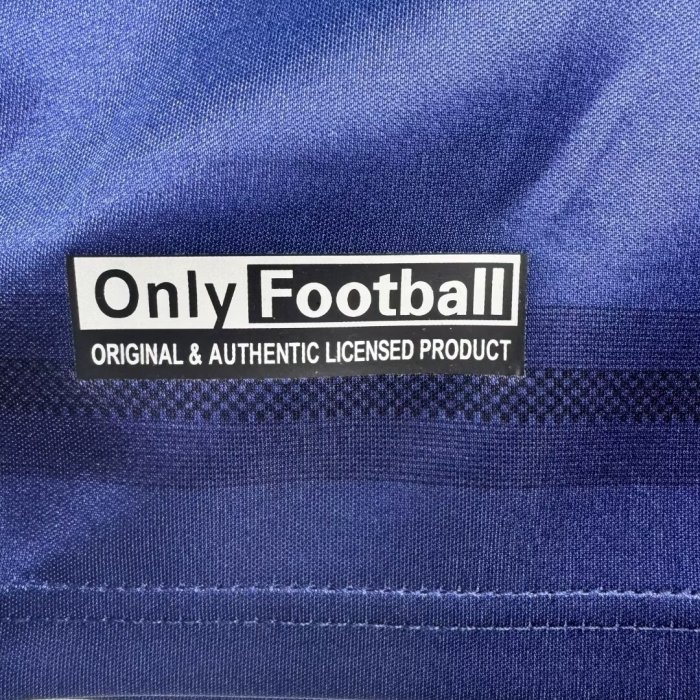 Only Football
ORIGINAL & AUTHENTIC LICENSED PRODUCT